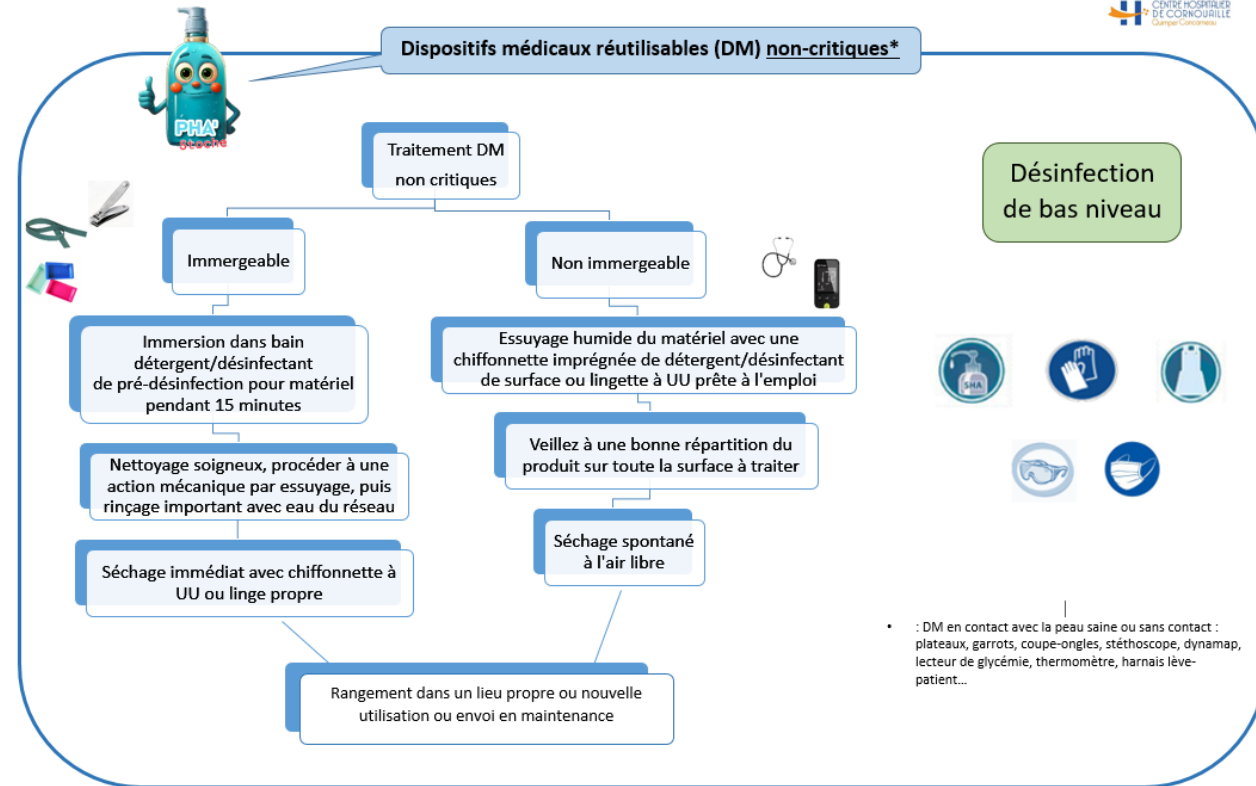 CENTRE HOSPITALIER
DE CORNOUAILLE
Quimper Concarneau
Dispositifs médicaux réutilisables (DM) non-critiques*
PHA'
Stoche
Traitement DM
non critiques
Désinfection
de bas niveau
Immergeable
Non immergeable
Immersion dans bain
détergent/désinfectant
de pré-désinfection pour matériel
pendant 15 minutes
Essuyage humide du matériel avec une
chiffonnette imprégnée de détergent/désinfectant
de surface ou lingette à UU prête à l'emploi
SHA
Nettoyage soigneux, procéder à une
action mécanique par essuyage, puis
rinçage important avec eau du réseau
Veillez à une bonne répartition du
produit sur toute la surface à traiter
Séchage immédiat avec chiffonnette à
UU ou linge propre
Séchage spontané
à l'air libre
• : DM en contact avec la peau saine ou sans contact :
plateaux, garrots, coupe-ongles, stéthoscope, dynamap,
lecteur de glycémie, thermomètre, harnais lève-
patient...
Rangement dans un lieu propre ou nouvelle
utilisation ou envoi en maintenance